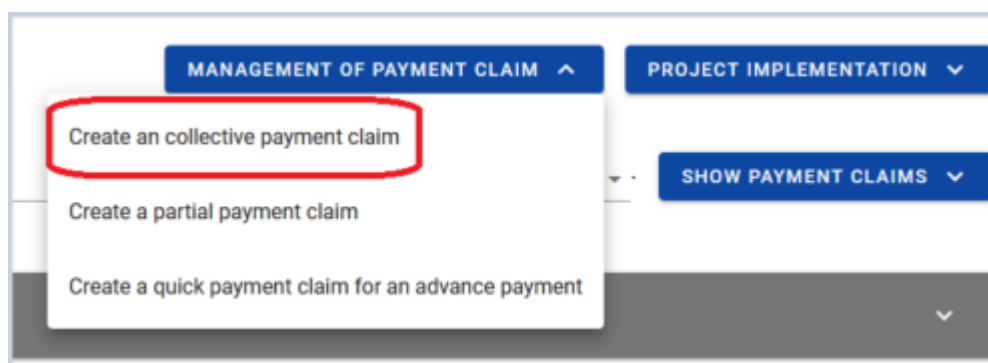 MANAGEMENT OF PAYMENT CLAIM
PROJECT IMPLEMENTATION
Create an collective payment claim
SHOW PAYMENT CLAIMS
Create a partial payment claim
Create a quick payment claim for an advance payment